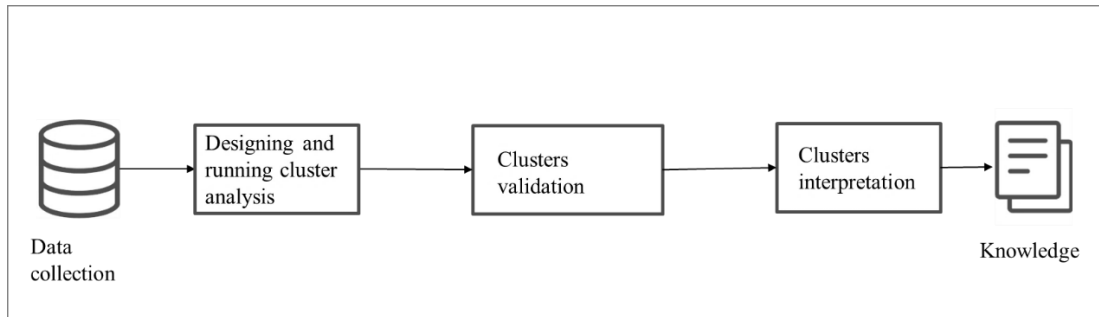 Data
collection
Designing and
running cluster
analysis
Clusters
validation
Clusters
interpretation
Knowledge